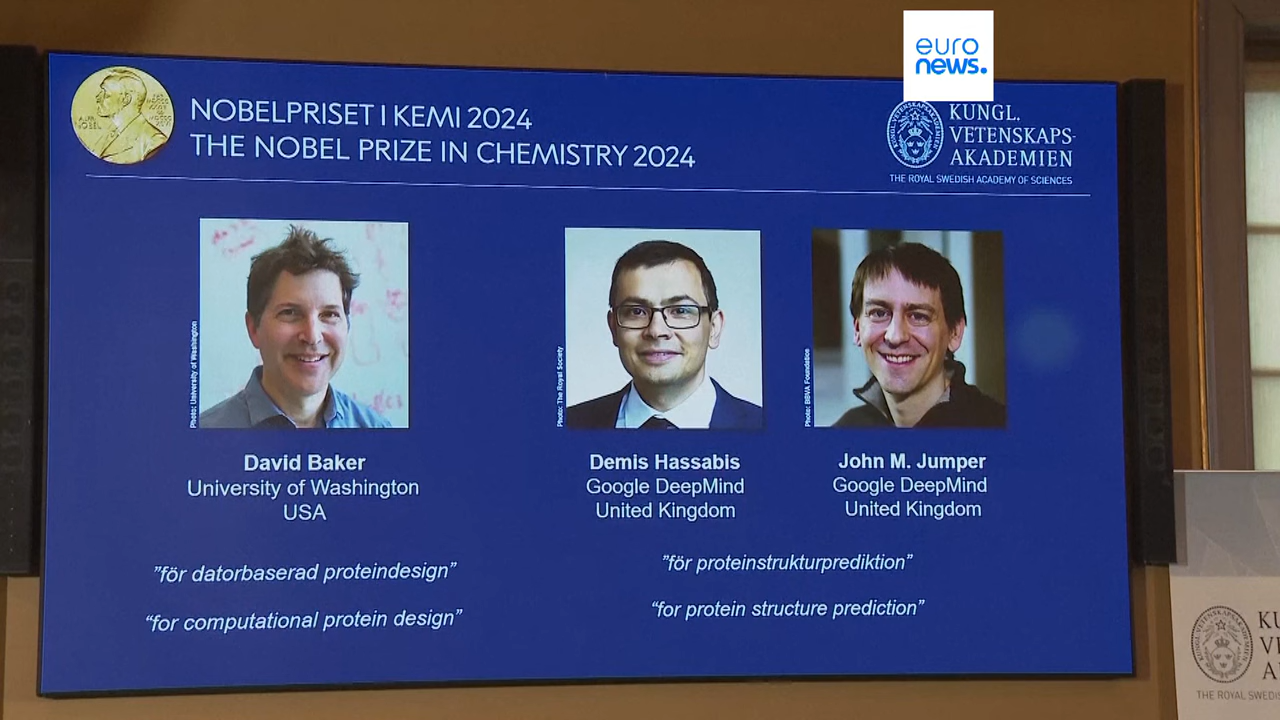 euro
news.
NOBELPRISET I KEMI 2024
THE NOBEL PRIZE IN CHEMISTRY 2024
KUNGL.
VETENSKAPS-
AKADEMIEN
THE ROYAL SWEDISH ACADEMY OF SCIENCES
Photo: University of Washington
Photo: The Royal Society
Photo: BBVA Foundation
David Baker
University of Washington
USA
Demis Hassabis
Google DeepMind
United Kingdom
John M. Jumper
Google DeepMind
United Kingdom
”för datorbaserad proteindesign”
“for computational protein design”
”för proteinstrukturprediktion”
“for protein structure prediction”
THE ROYAL